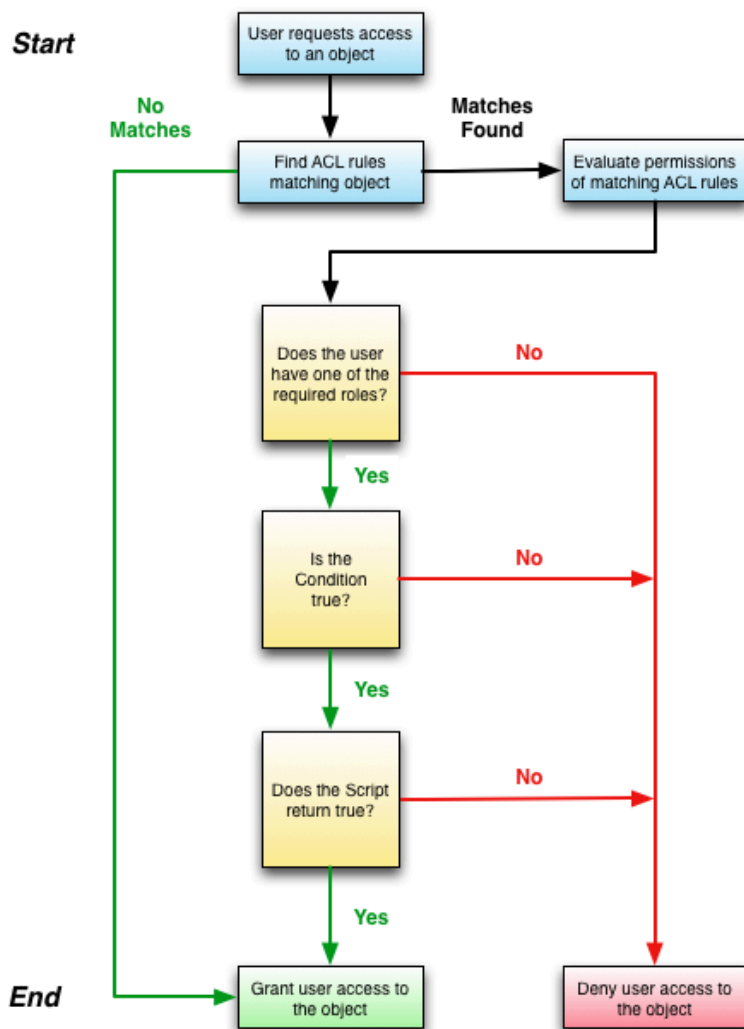 Start
User requests access
to an object
No
Matches
Matches
Found
Find ACL rules
matching object
Evaluate permissions
of matching ACL rules
Does the user
have one of the
required roles?
No
Yes
Is the
Condition
true?
No
Yes
Does the Script
return true?
No
Yes
End
Grant user access to
the object
Deny user access to
the object